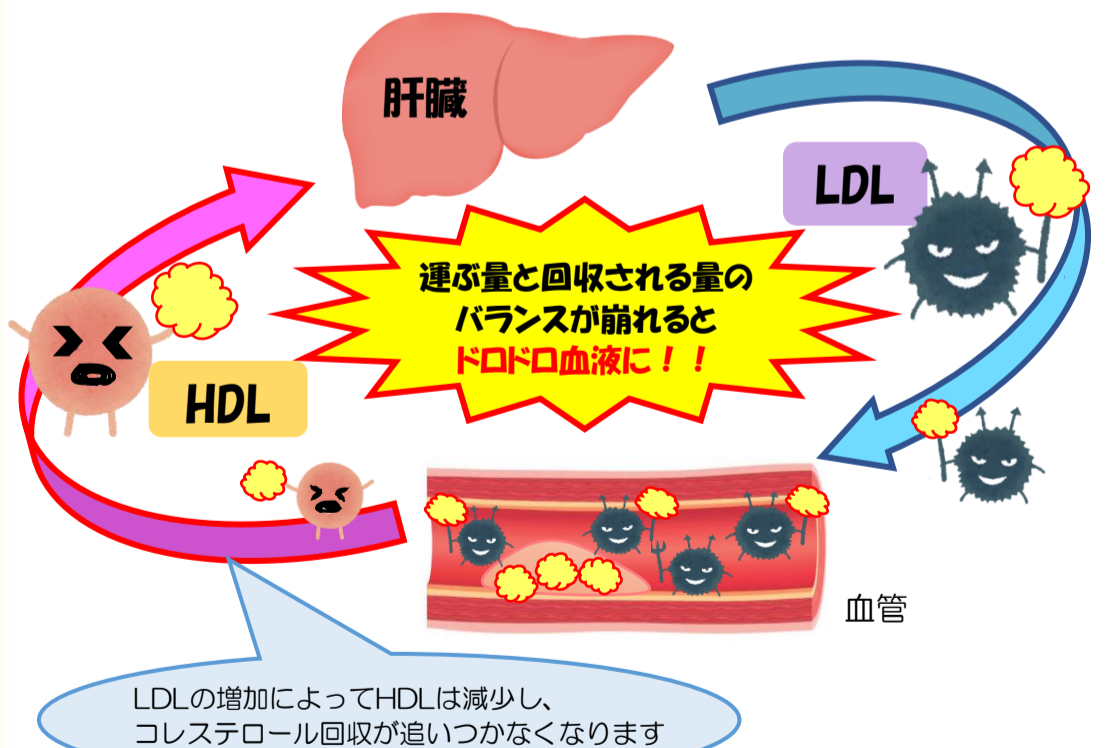 肝臓
LDL
運ぶ量と回収される量の
バランスが崩れると
ドロドロ血液に！！
HDL
血管
LDLの増加によってHDLは減少し、
コレステロール回収が追いつかなくなります